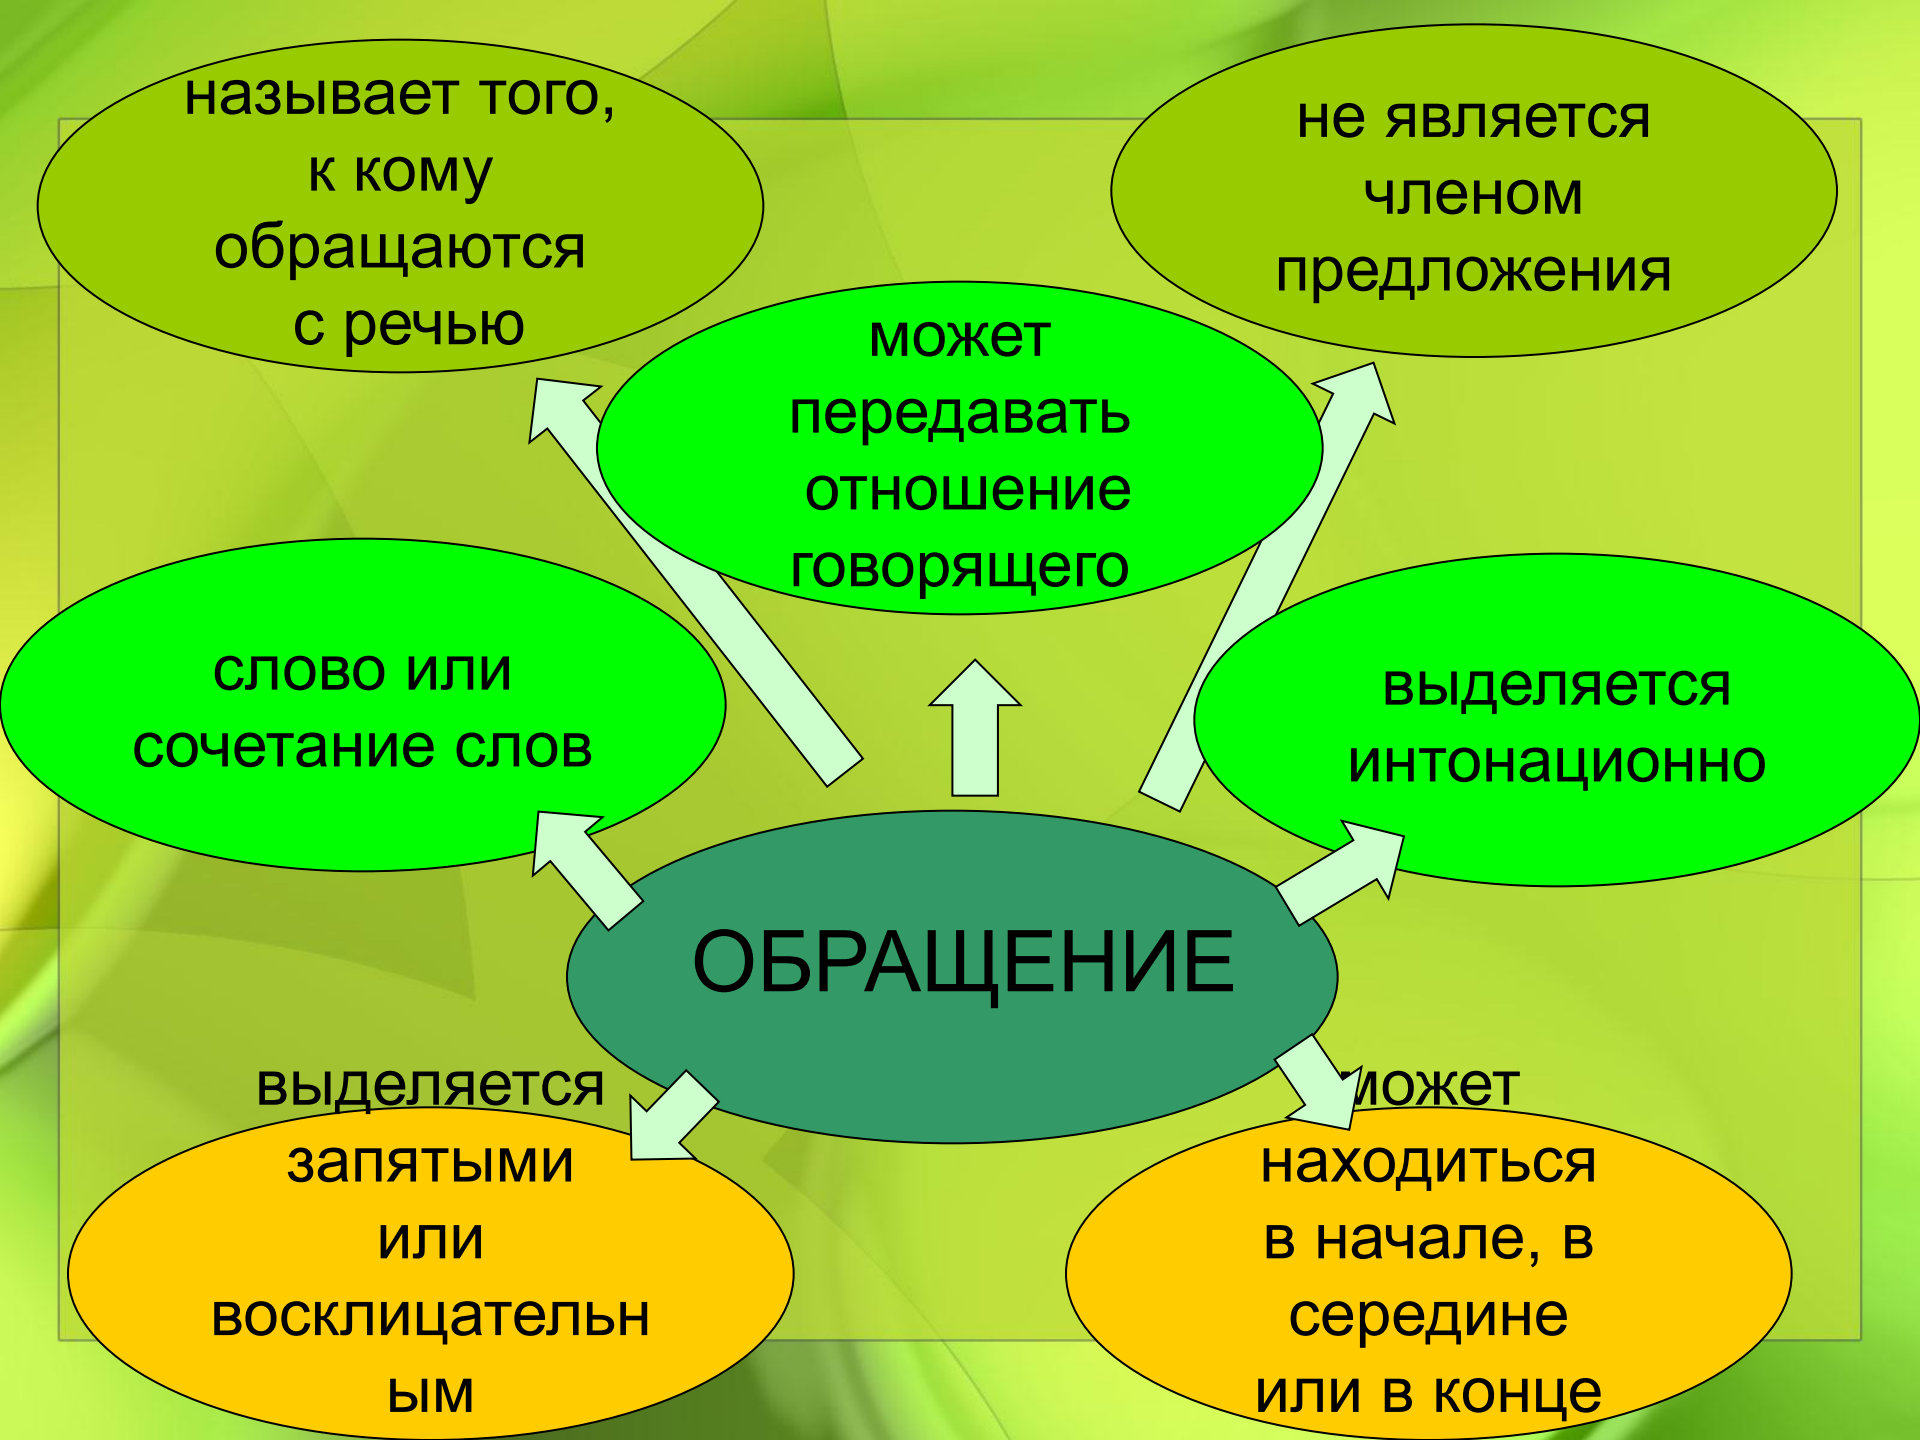 называет того,
к кому
обращаются
с речью
не является
членом
предложения
может
передавать
отношение
говорящего
слово или
сочетание слов
выделяется
интонационно
ОБРАЩЕНИЕ
выделяется
запятыми
или
восклицательн
ым
может
находиться
в начале, в
середине
или в конце